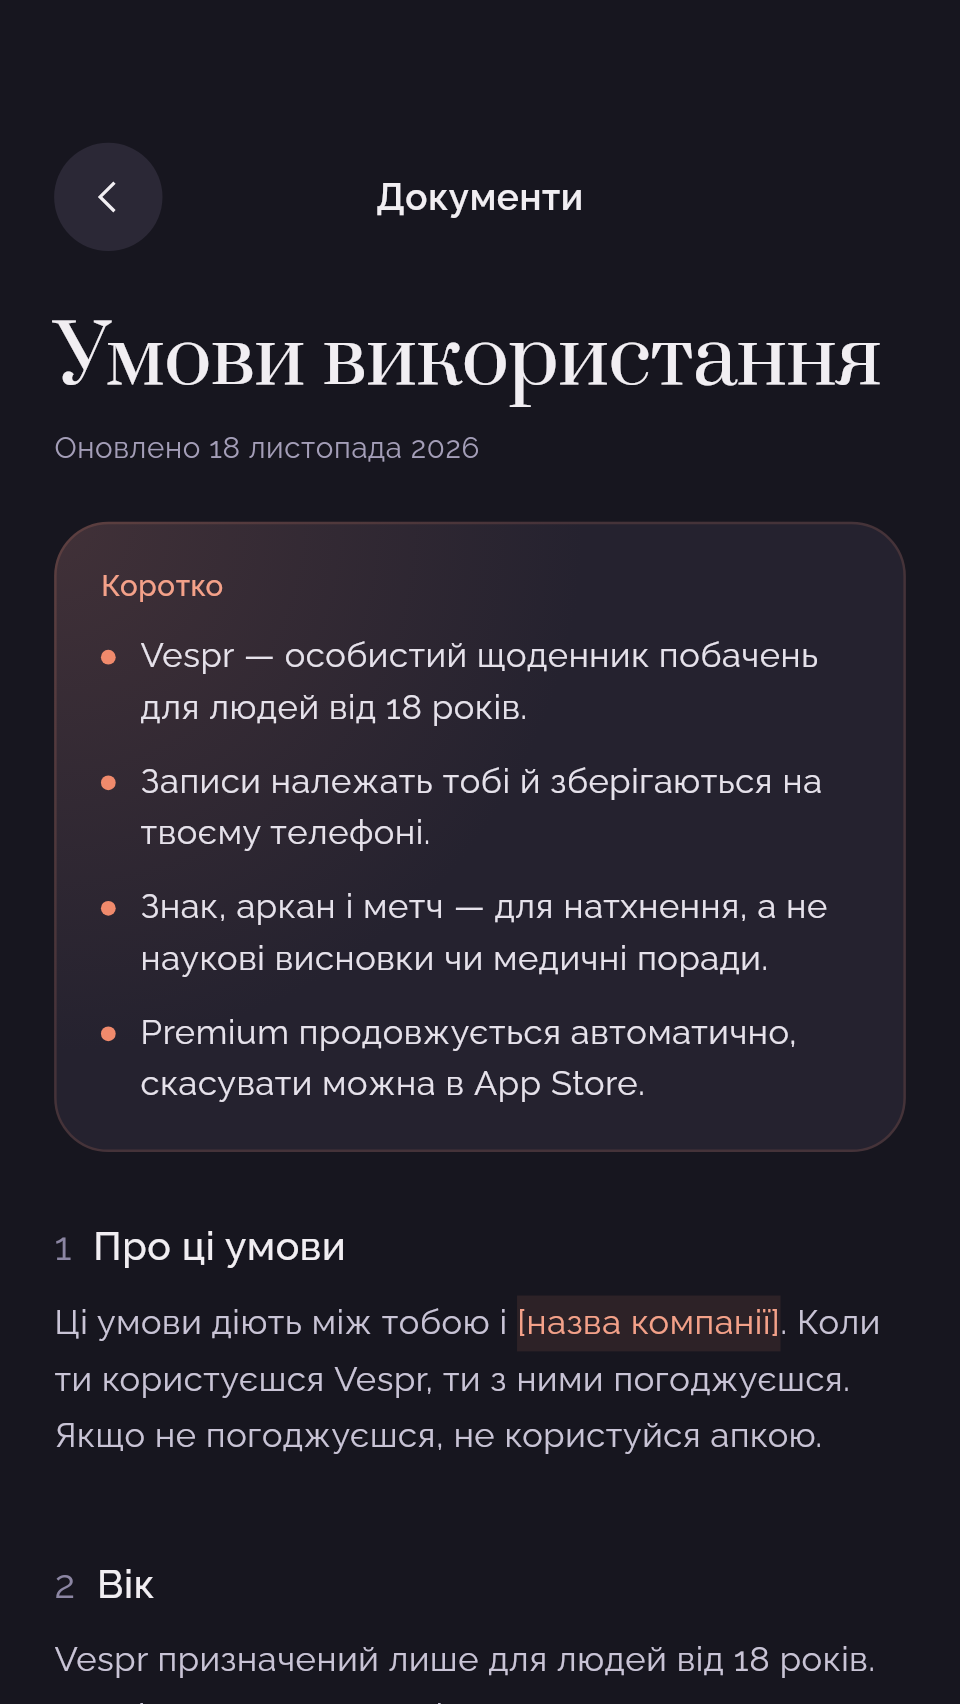 Документи
Умови використання
Оновлено 18 листопада 2026
Коротко
Vespr — особистий щоденник побачень
для людей від 18 років.
Записи належать тобі й зберігаються на
твоєму телефоні.
Знак, аркан і метч — для натхнення, а не
наукові висновки чи медичні поради.
Premium продовжується автоматично,
скасувати можна в App Store.
1 Про ці умови
Ці умови діють між тобою і [назва компанії]. Коли
ти користуєшся Vespr, ти з ними погоджуєшся.
Якщо не погоджуєшся, не користуйся апкою.
2 Вік
Vespr призначений лише для людей від 18 років.